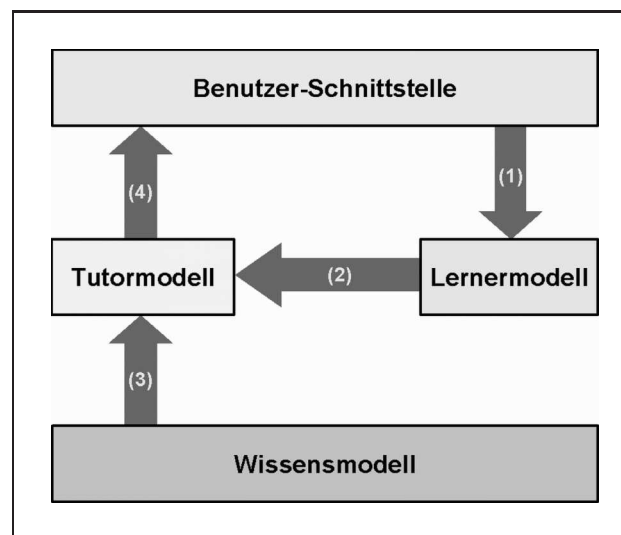 Benutzer-Schnittstelle
(4)
(1)
Tutormodell
(2)
Lernermodell
(3)
Wissensmodell